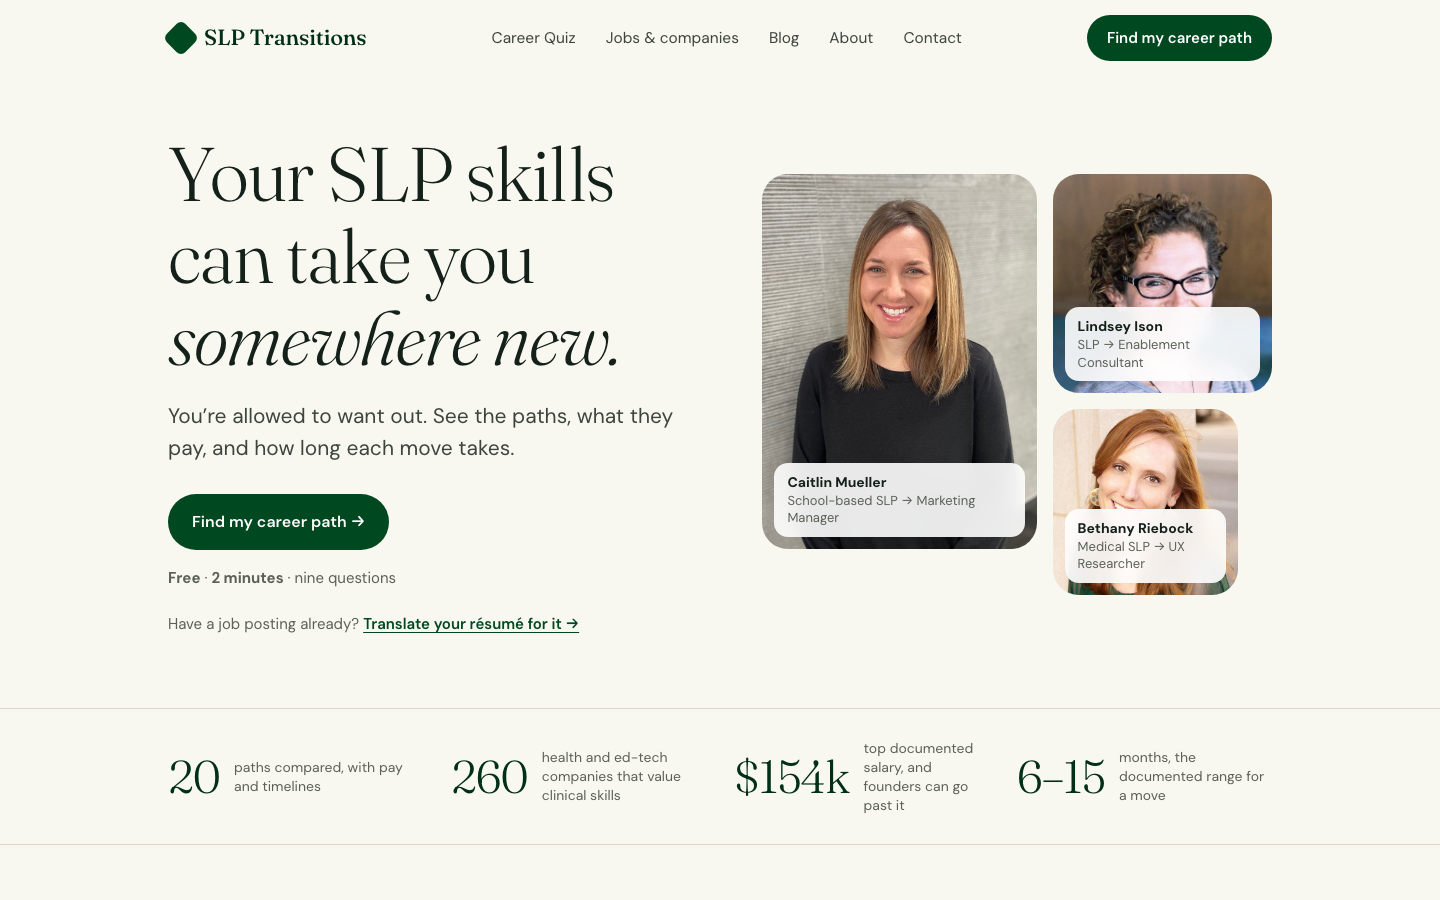 SLP Transitions
Career Quiz
Jobs & companies
Blog
About
Contact
Find my career path
Your SLP skills
can take you
somewhere new.
You’re allowed to want out. See the paths, what they
pay, and how long each move takes.
Find my career path →
Free · 2 minutes · nine questions
Have a job posting already? Translate your résumé for it →
Caitlin Mueller
School-based SLP → Marketing
Manager
Lindsey Ison
SLP → Enablement
Consultant
Bethany Riebock
Medical SLP → UX
Researcher
20
paths compared, with pay
and timelines
260
health and ed-tech
companies that value
clinical skills
$154k
top documented
salary, and
founders can go
past it
6–15
months, the
documented range for
a move